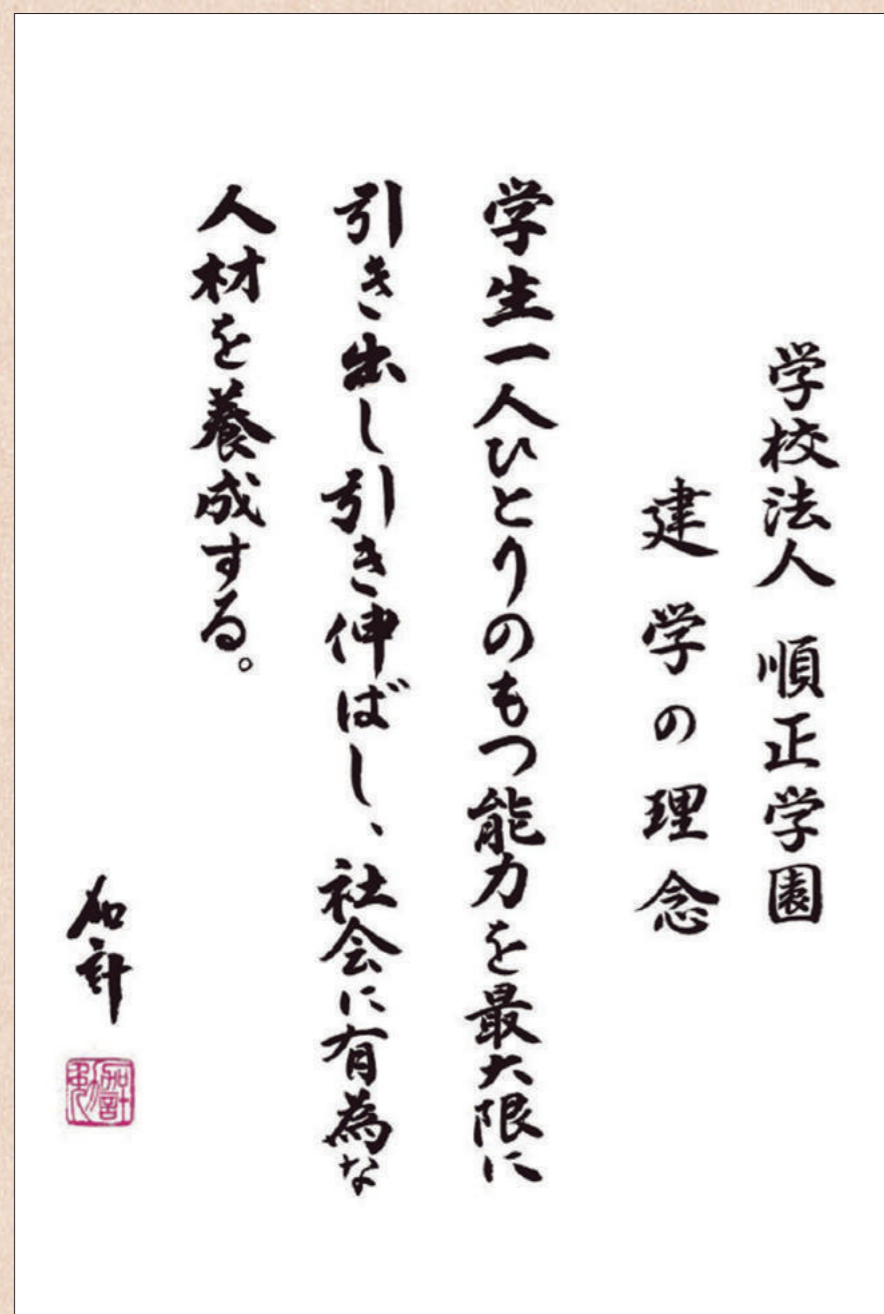 学校法人 順正学園
建学の理念
学生一人ひとりのもつ能力を最大限に
引き出し引き伸ばし、社会に有為な
人材を養成する。
加計